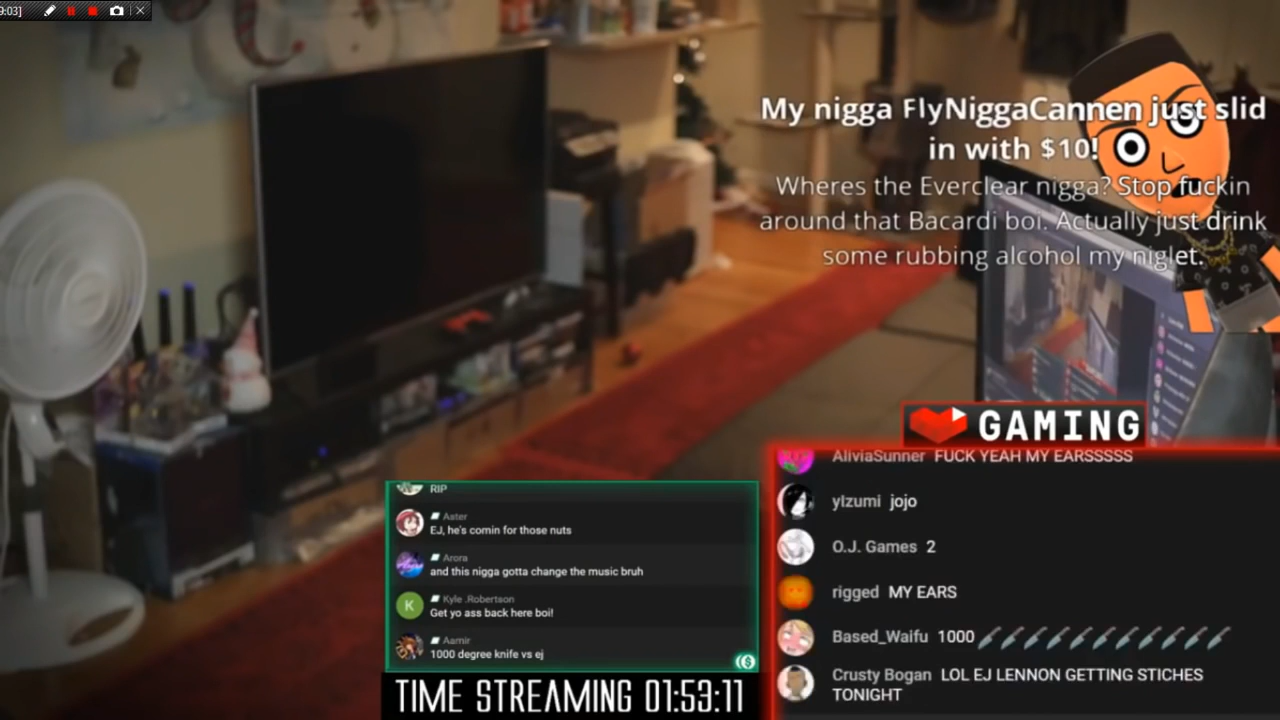 9:03]
My nigga FlyNiggaCannen just slid
in with $10!
Wheres the Everclear nigga? Stop fuckin
around that Bacardi boi. Actually just drink
some rubbing alcohol my niglet.
GAMING
AliviaSunner FUCK YEAH MY EARSSSSS
yIzumi jojo
O.J. Games 2
rigged MY EARS
Based_Waifu 1000
Crusty Bogan LOL EJ LENNON GETTING STICHES
TONIGHT
RIP
Aster
EJ, he's comin for those nuts
Arora
and this nigga gotta change the music bruh
K
Kyle .Robertson
Get yo ass back here boi!
Aamir
1000 degree knife vs ej
TIME STREAMING 01:53:11